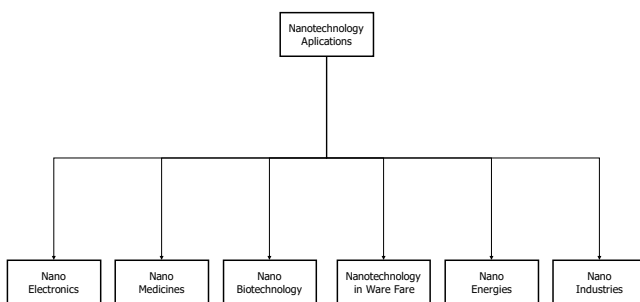 Nanotechnology
Aplications
Nano
Electronics
Nano
Medicines
Nano
Biotechnology
Nanotechnology
in Ware Fare
Nano
Energies
Nano
Industries